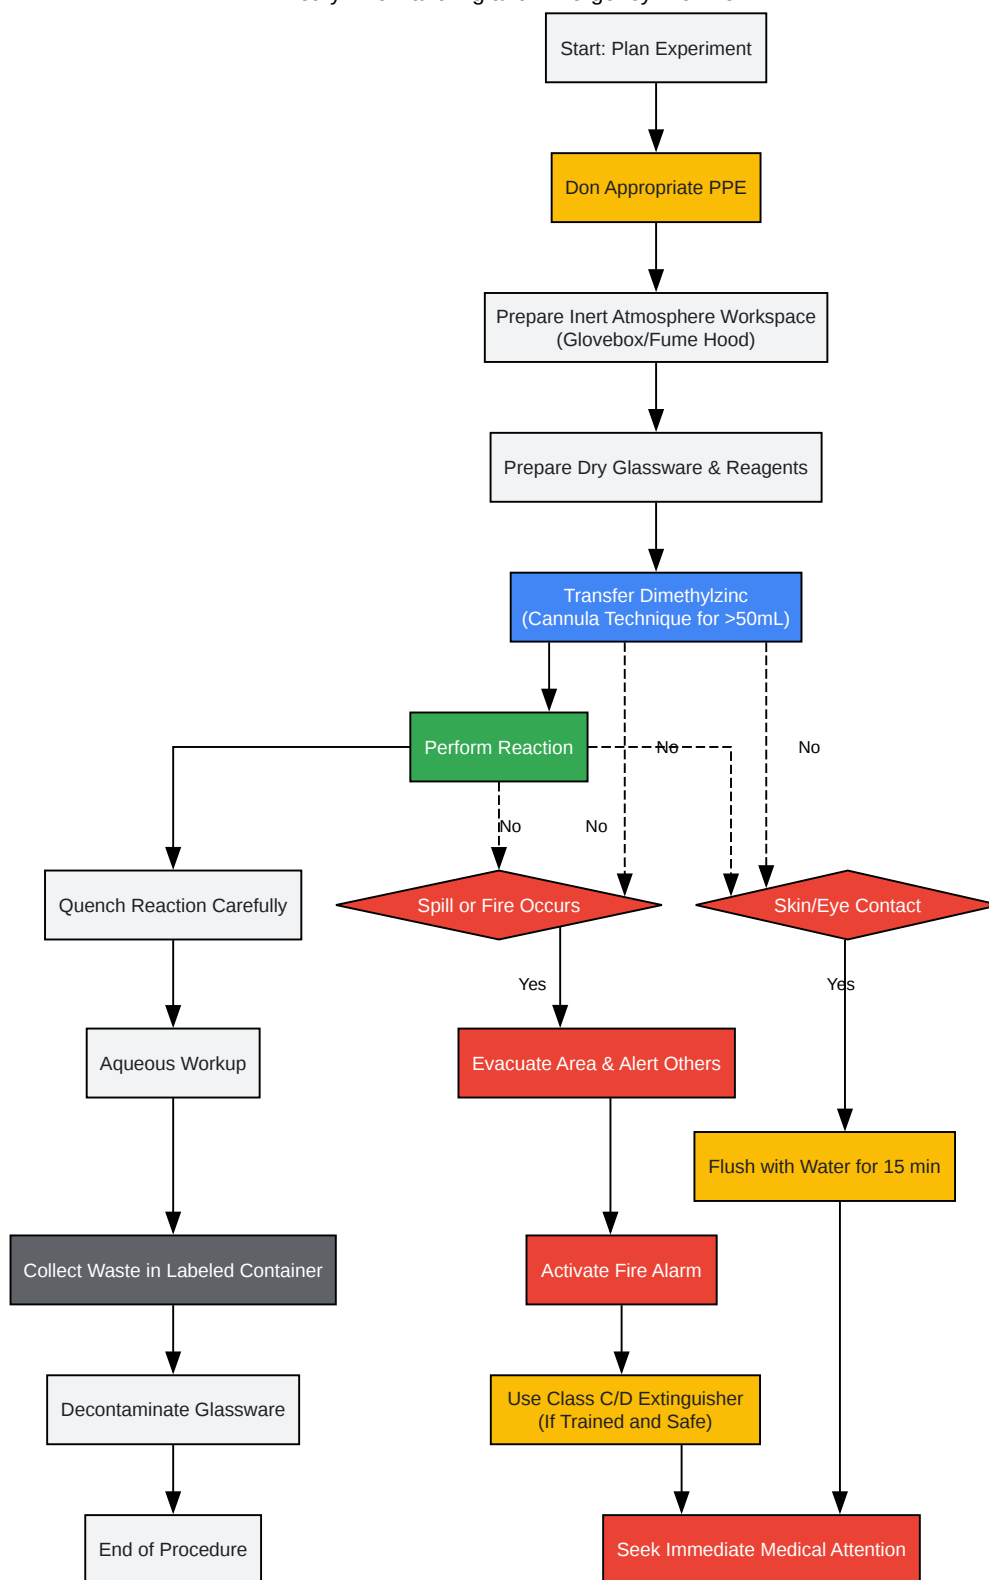 Start: Plan Experiment
Don Appropriate PPE
Prepare Inert Atmosphere Workspace
(Glovebox/Fume Hood)
Prepare Dry Glassware & Reagents
Transfer Dimethylzinc
(Cannula Technique for >50mL)
Perform Reaction
No
No
No
No
Quench Reaction Carefully
Spill or Fire Occurs
Skin/Eye Contact
Yes
Yes
Aqueous Workup
Evacuate Area & Alert Others
Flush with Water for 15 min
Collect Waste in Labeled Container
Activate Fire Alarm
Decontaminate Glassware
Use Class C/D Extinguisher
(If Trained and Safe)
End of Procedure
Seek Immediate Medical Attention